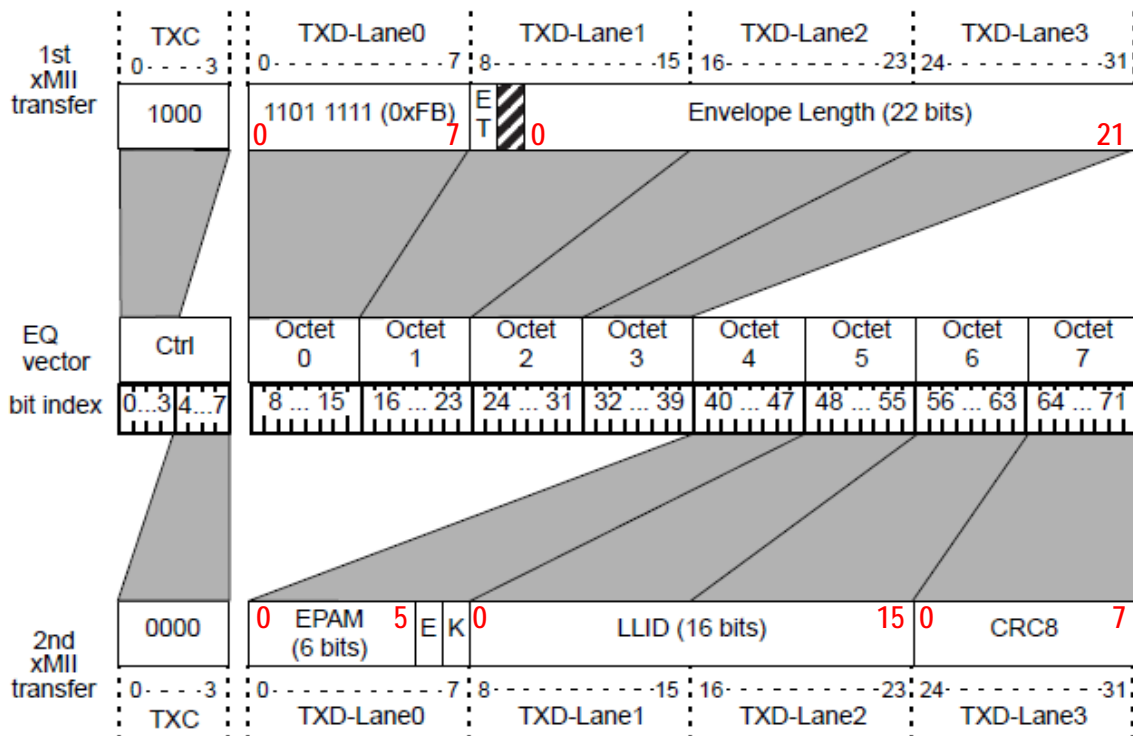 TXC TXD-Lane0 TXD-Lane1 TXD-Lane2 TXD-Lane3
0- - - -3 0- - - - - - - - - - -7 8- - - - - - - - - - -15 16- - - - - - - - - - -23 24- - - - - - - - - - -31
1st
xMII
transfer
1000 1101 1111 (0xFB) E T Envelope Length (22 bits)
0 7 0 21
EQ
vector
Ctrl Octet 0 Octet 1 Octet 2 Octet 3 Octet 4 Octet 5 Octet 6 Octet 7
bit index 0...3 4...7 8 ... 15 16 ... 23 24 ... 31 32 ... 39 40 ... 47 48 ... 55 56 ... 63 64 ... 71
0000 0 EPAM 5 E K 0 LLID (16 bits) 15 0 CRC8 7
(6 bits)
2nd
xMII
transfer
0- - - -3 0- - - - - - - - - - -7 8- - - - - - - - - - -15 16- - - - - - - - - - -23 24- - - - - - - - - - -31
TXC TXD-Lane0 TXD-Lane1 TXD-Lane2 TXD-Lane3